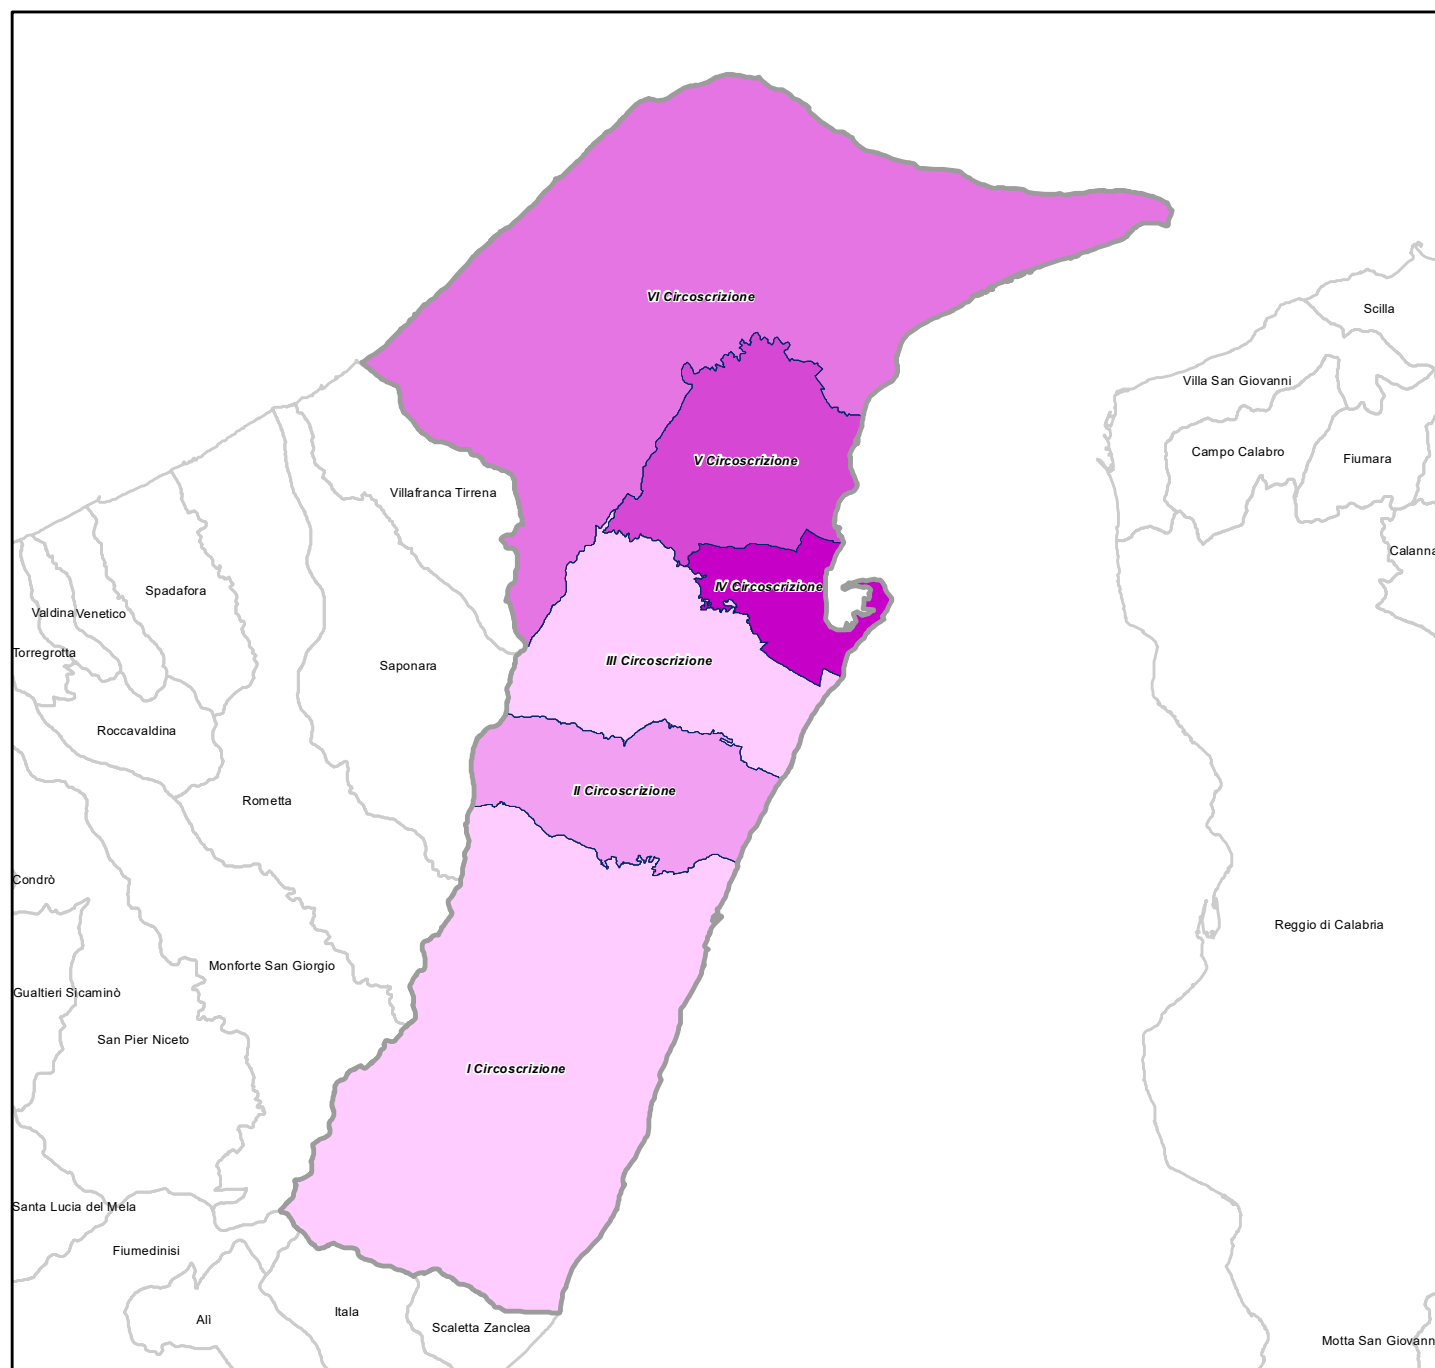 VI Circoscrizione
Scilla
Villa San Giovanni
Campo Calabro
Fiumara
V Circoscrizione
Villafranca Tirrena
Calanna
IV Circoscrizione
Spadafora
Valdina
Venetico
Torregrotta
III Circoscrizione
Saponara
Roccavaldina
II Circoscrizione
Rometta
Condrò
Reggio di Calabria
Monforte San Giorgio
Gualtieri Sicaminò
San Pier Niceto
I Circoscrizione
Santa Lucia del Mela
Fiumedinisi
Itala
Alì
Scaletta Zanclea
Motta San Giovann